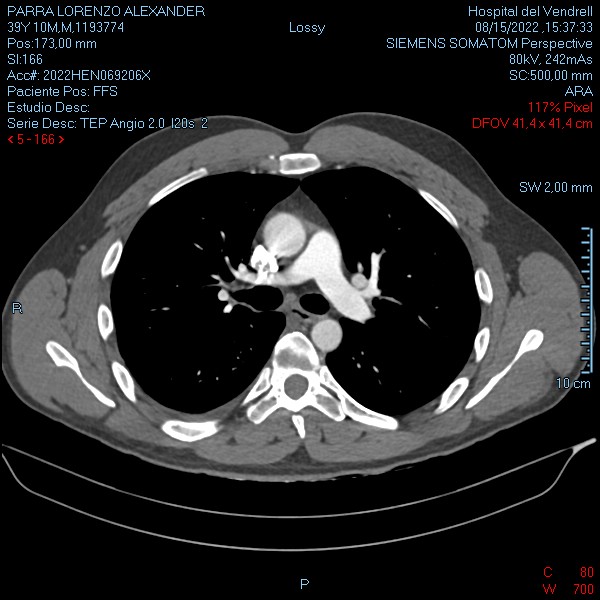 PARRA LORENZO ALEXANDER
39Y 10M,M,1193774
Pos:173,00 mm
SI:166
Acc#: 2022HEN069206X
Paciente Pos: FFS
Estudio Desc:
Serie Desc: TEP Angio 2.0 I20s 2
< 5 - 166 >
Lossy
Hospital del Vendrell
08/15/2022 ,15:37:33
SIEMENS SOMATOM Perspective
80kV, 242mAs
SC:500,00 mm
ARA
117% Pixel
DFOV 41,4 x 41,4 cm
SW 2,00 mm
R
10 cm
P
C 80
W 700